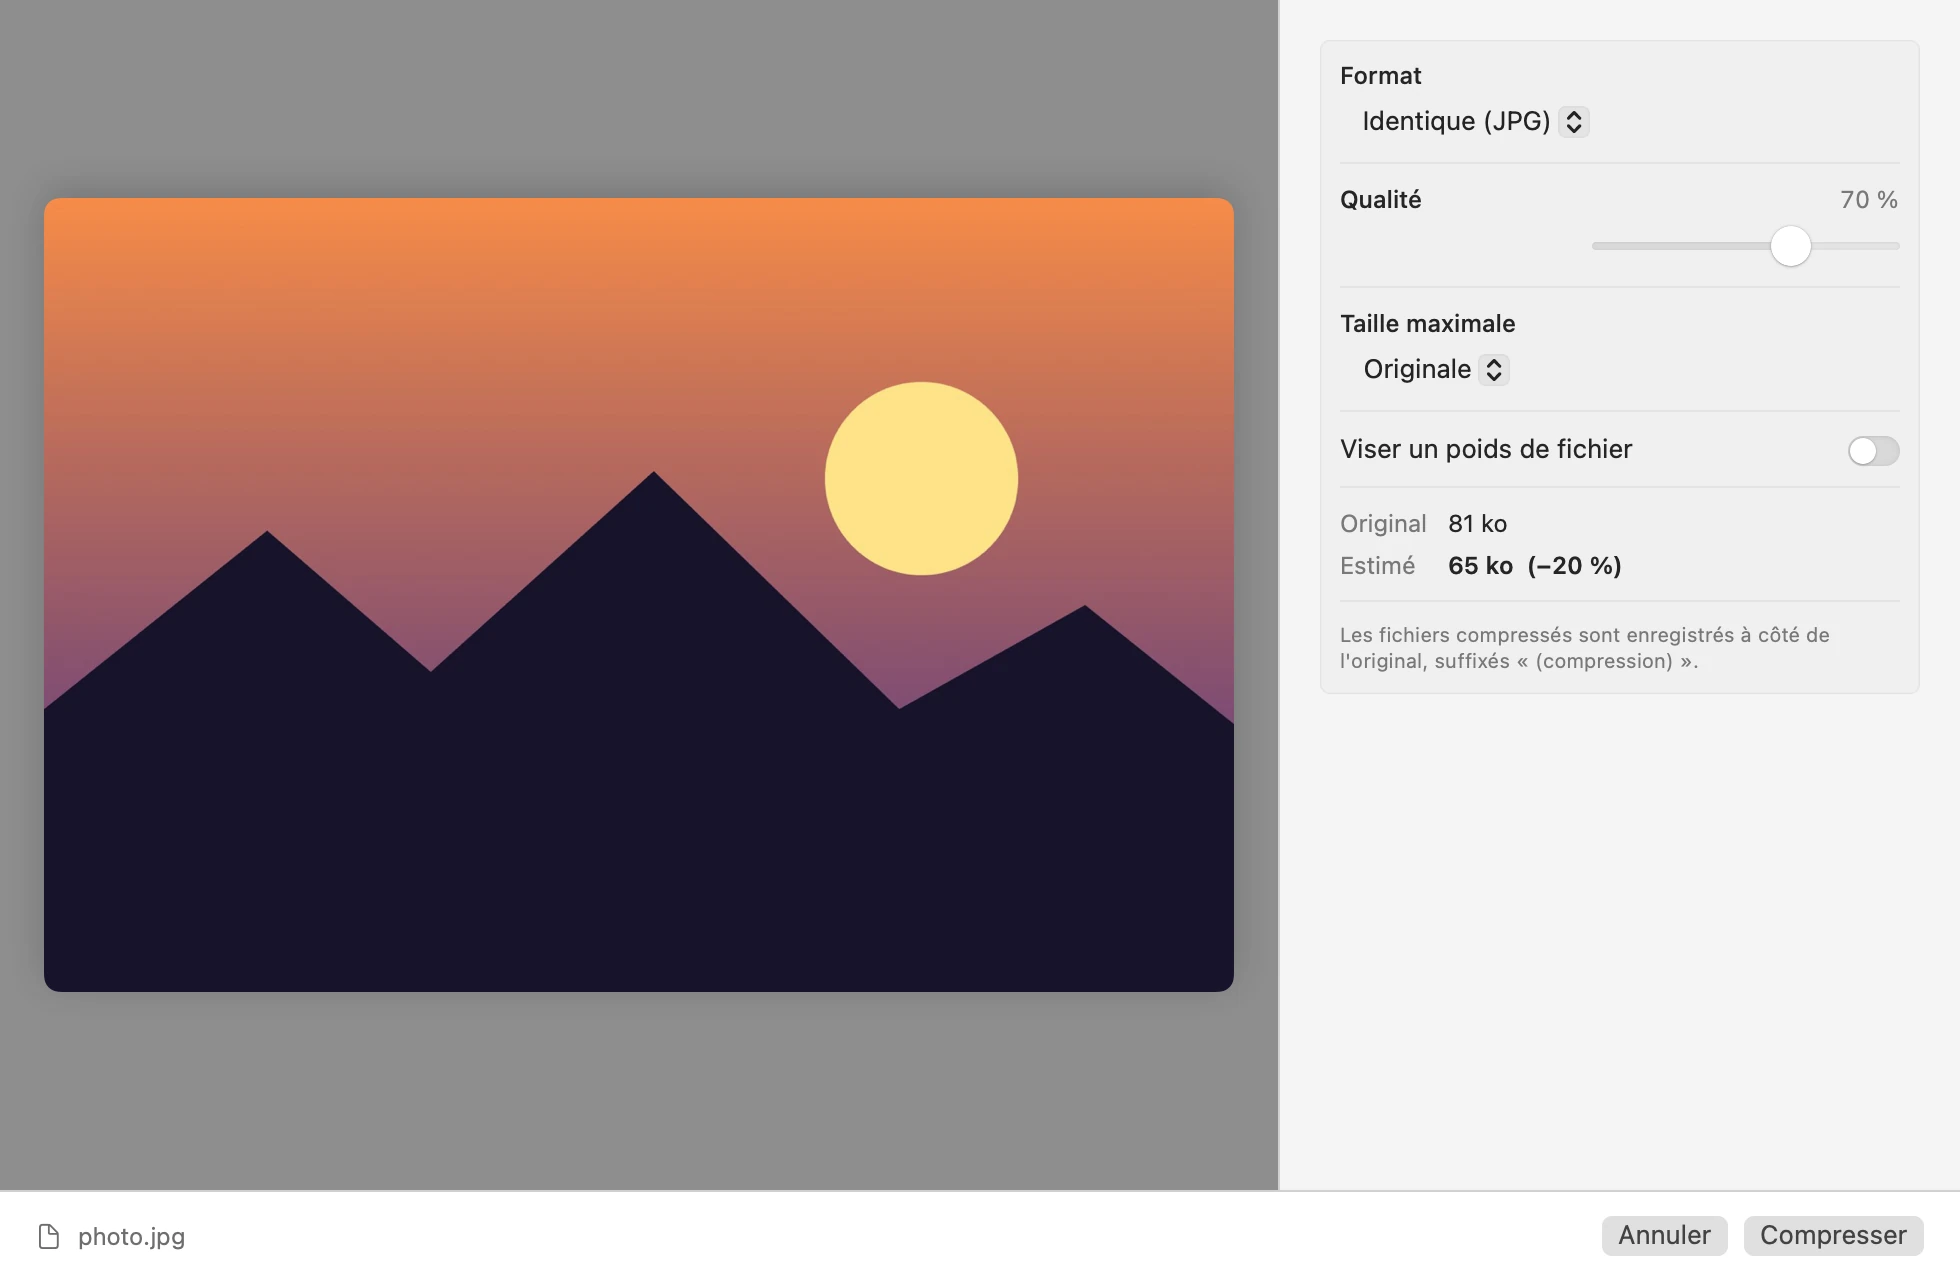 Format
Identique (JPG)
Qualité
70 %
Taille maximale
Originale
Viser un poids de fichier
Original 81 ko
Estimé 65 ko (−20 %)
Les fichiers compressés sont enregistrés à côté de
l'original, suffixés « (compression) ».
photo.jpg
Annuler
Compresser